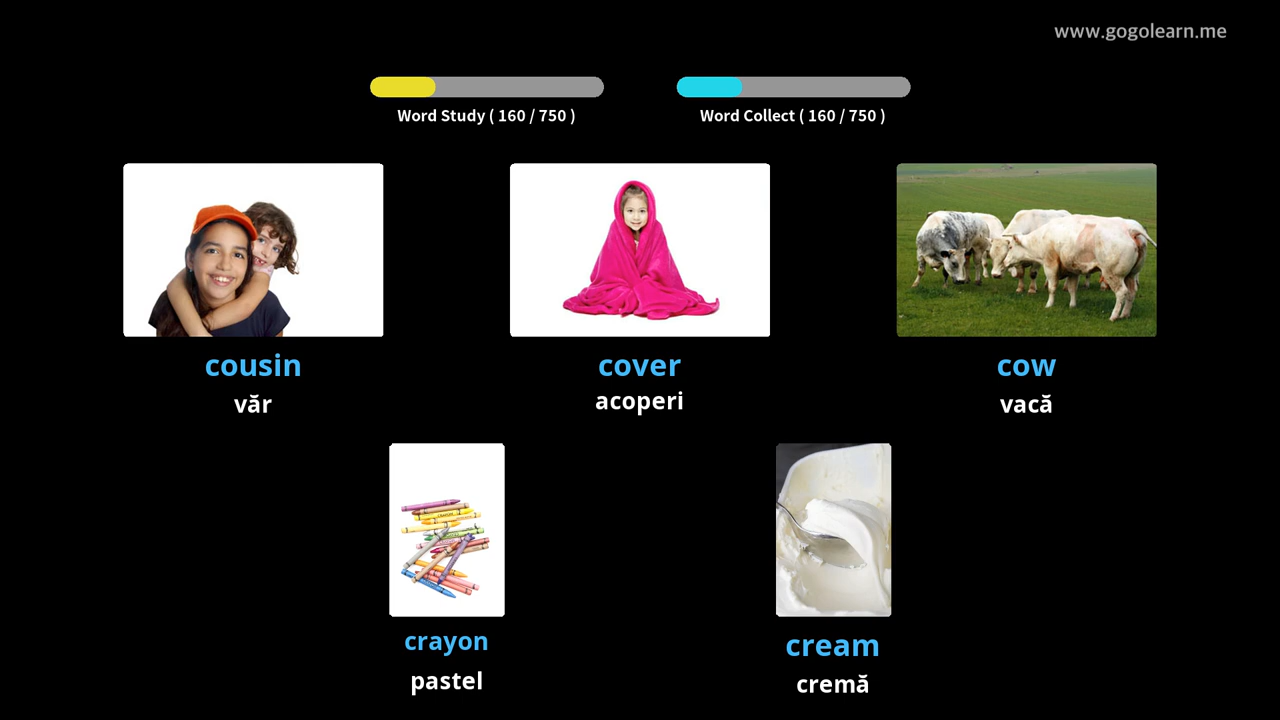 www.gogolearn.me
Word Study ( 160 / 750 )
Word Collect ( 160 / 750 )
cousin
văr
cover
acoperi
cow
vacă
crayon
pastel
cream
cremă